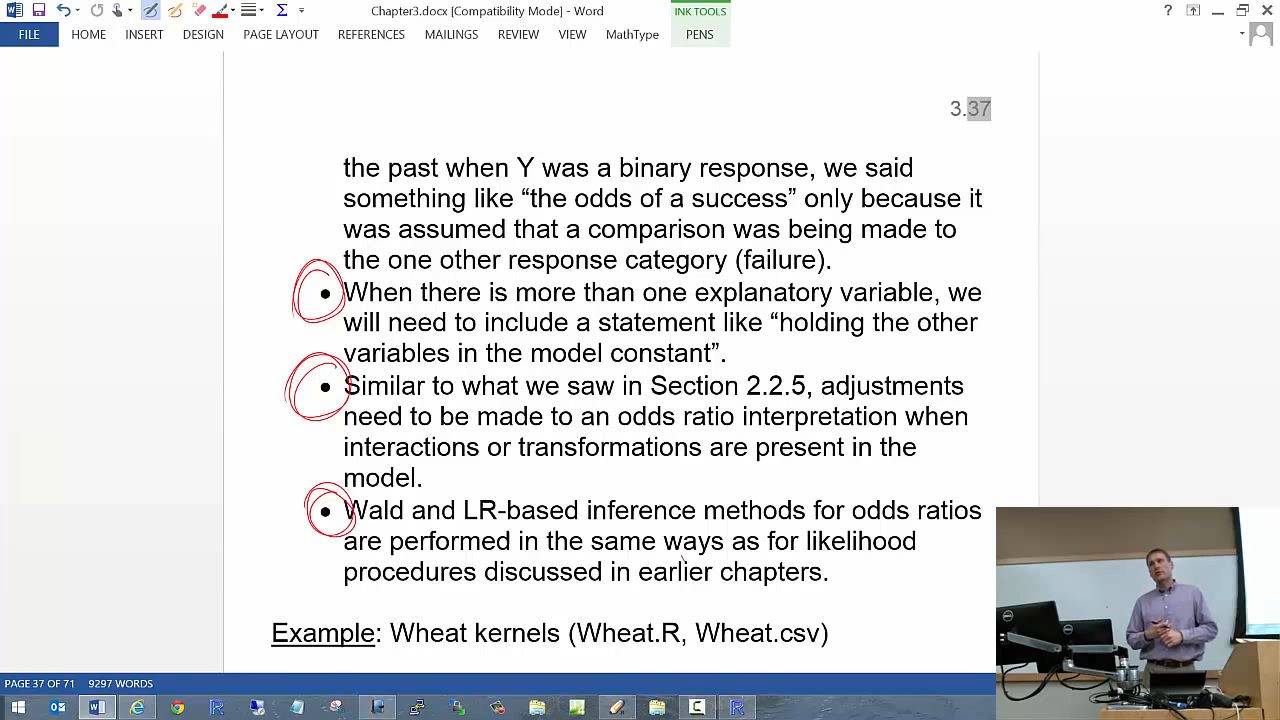 Chapter3.docx [Compatibility Mode] - Word
INK TOOLS
FILE HOME INSERT DESIGN PAGE LAYOUT REFERENCES MAILINGS REVIEW VIEW MathType PENS
3.37
the past when Y was a binary response, we said
something like “the odds of a success” only because it
was assumed that a comparison was being made to
the one other response category (failure).
• When there is more than one explanatory variable, we
will need to include a statement like “holding the other
variables in the model constant”.
• Similar to what we saw in Section 2.2.5, adjustments
need to be made to an odds ratio interpretation when
interactions or transformations are present in the
model.
• Wald and LR-based inference methods for odds ratios
are performed in the same ways as for likelihood
procedures discussed in earlier chapters.
Example: Wheat kernels (Wheat.R, Wheat.csv)
PAGE 37 OF 71 9297 WORDS